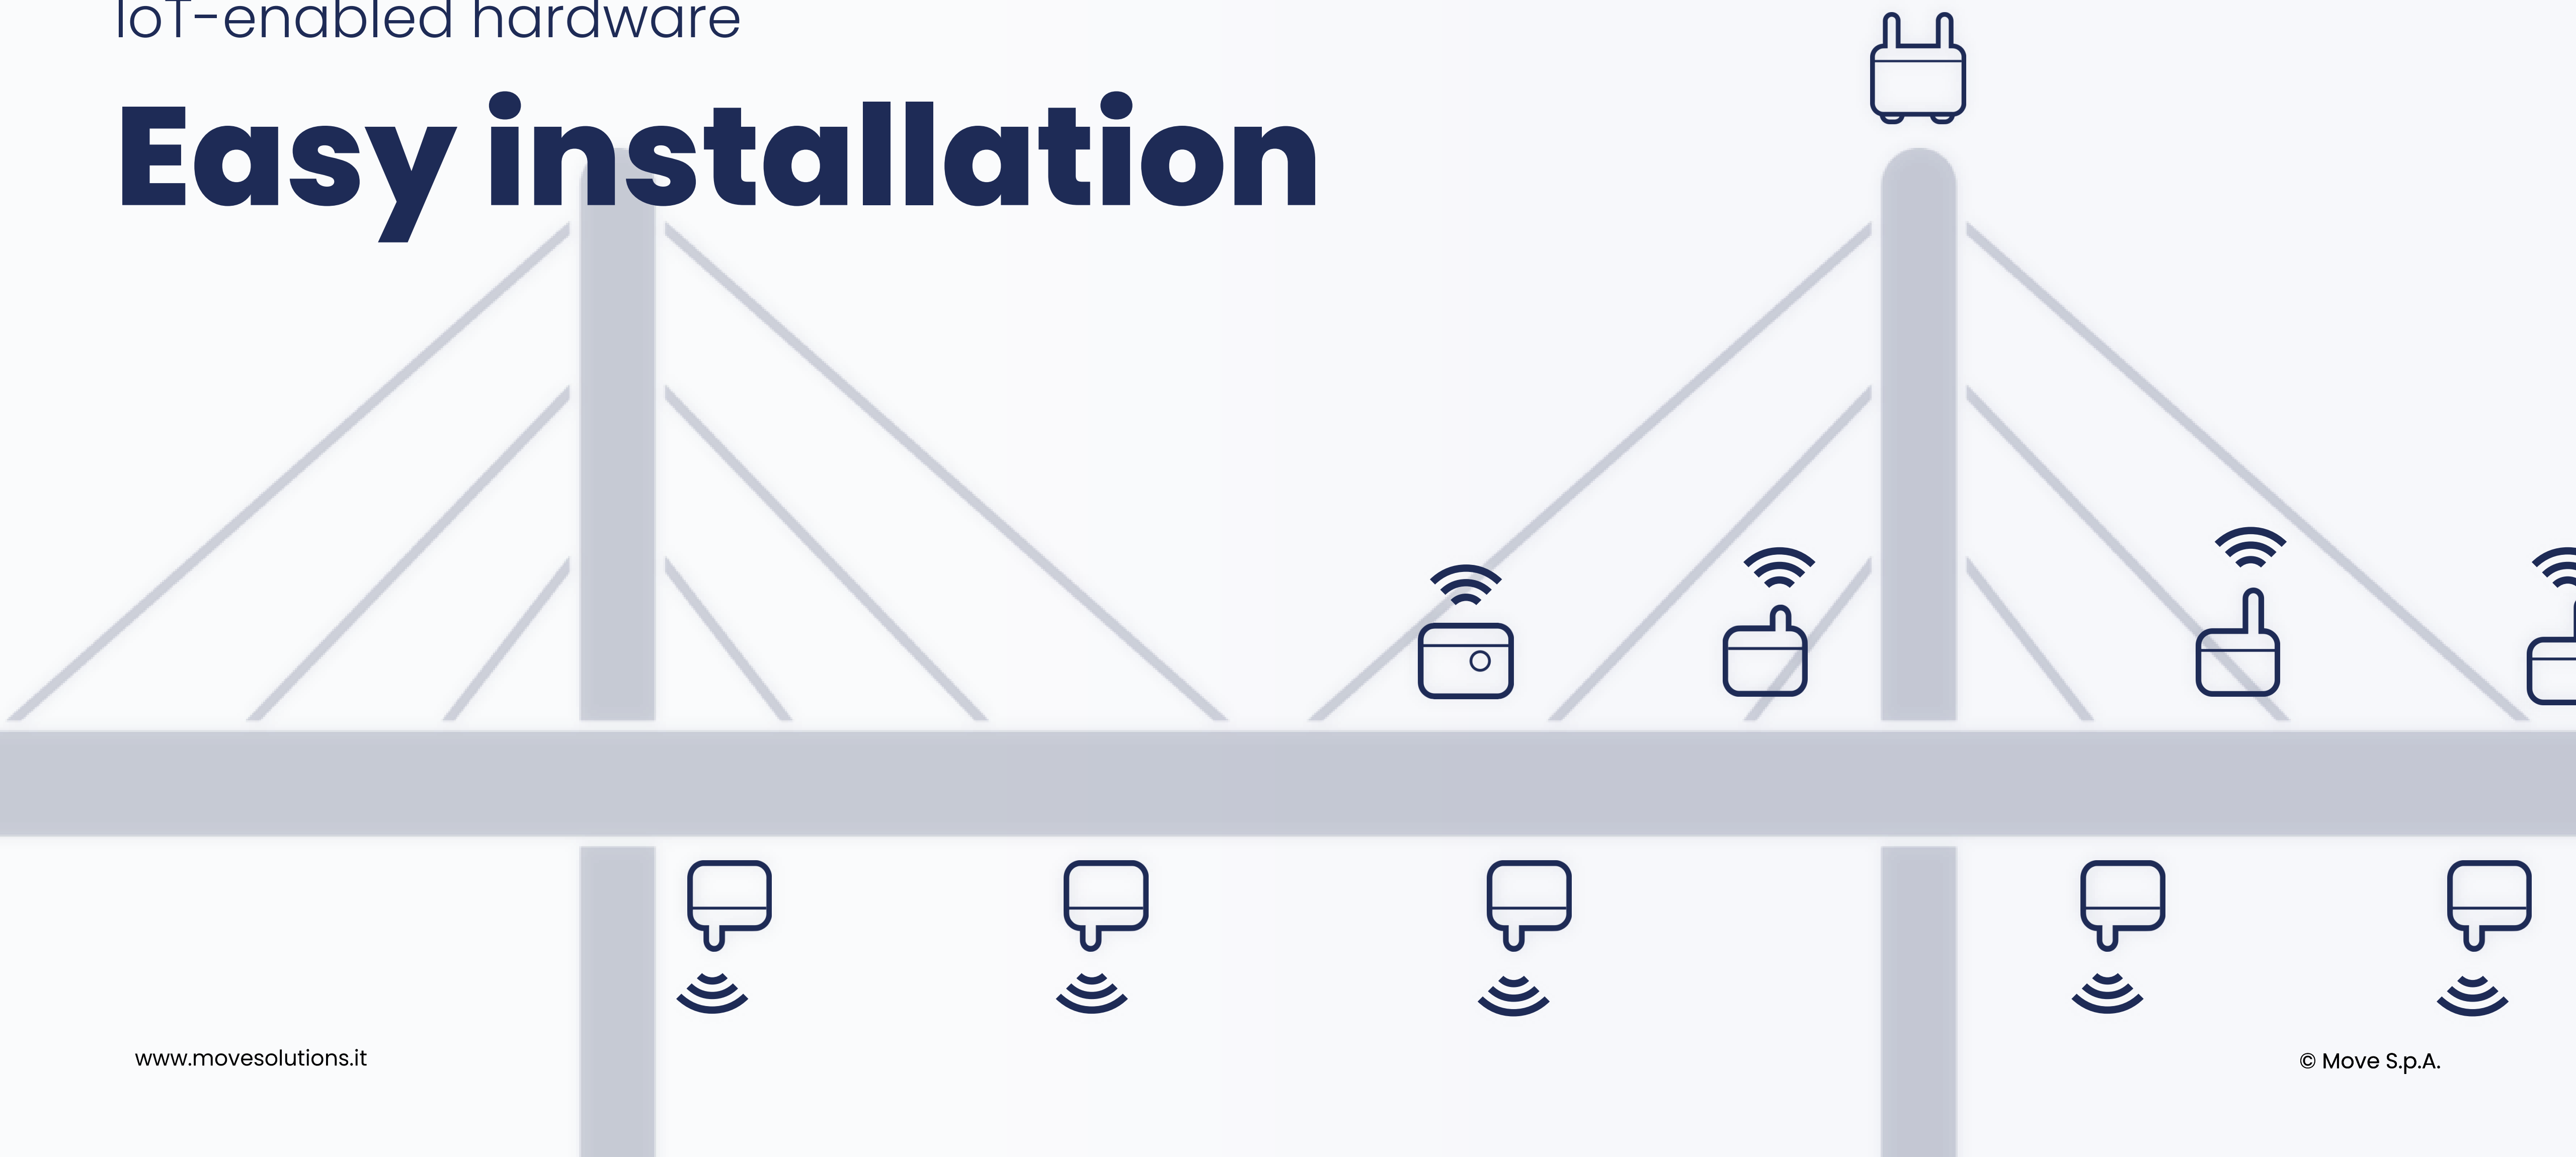 IoT-enabled hardware
Easy installation
www.movesolutions.it
© Move S.p.A.